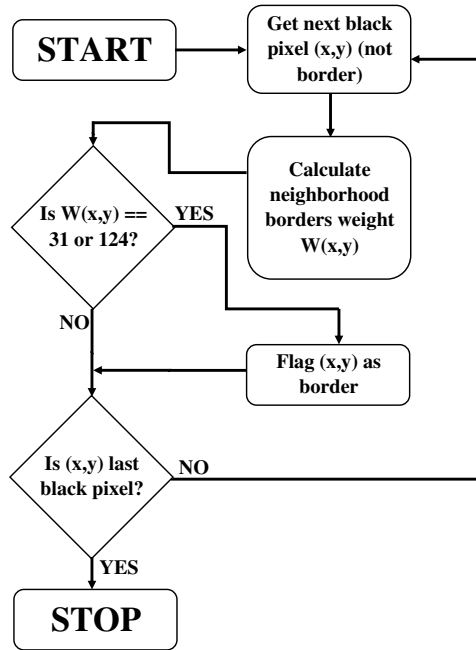 START
Get next black
pixel (x,y) (not
border)
Calculate
neighborhood
borders weight
W(x,y)
Is W(x,y) ==
31 or 124?
YES
NO
Flag (x,y) as
border
Is (x,y) last
black pixel?
NO
YES
STOP